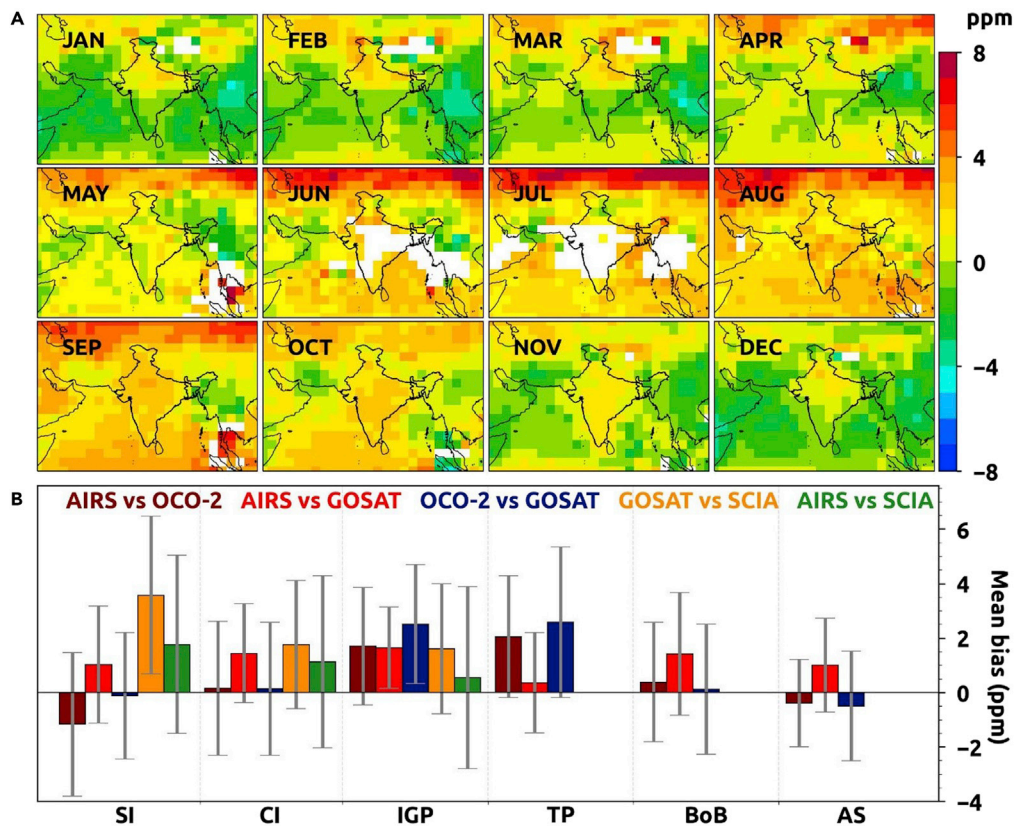 A
ppm
JAN FEB MAR APR
8
4
MAY JUN JUL AUG
0
SEP OCT NOV DEC
−4
−8
B
AIRS vs OCO-2 AIRS vs GOSAT OCO-2 vs GOSAT GOSAT vs SCIA AIRS vs SCIA
6
4
2
0
−2
−4
Mean bias (ppm)
SI CI IGP TP BoB AS